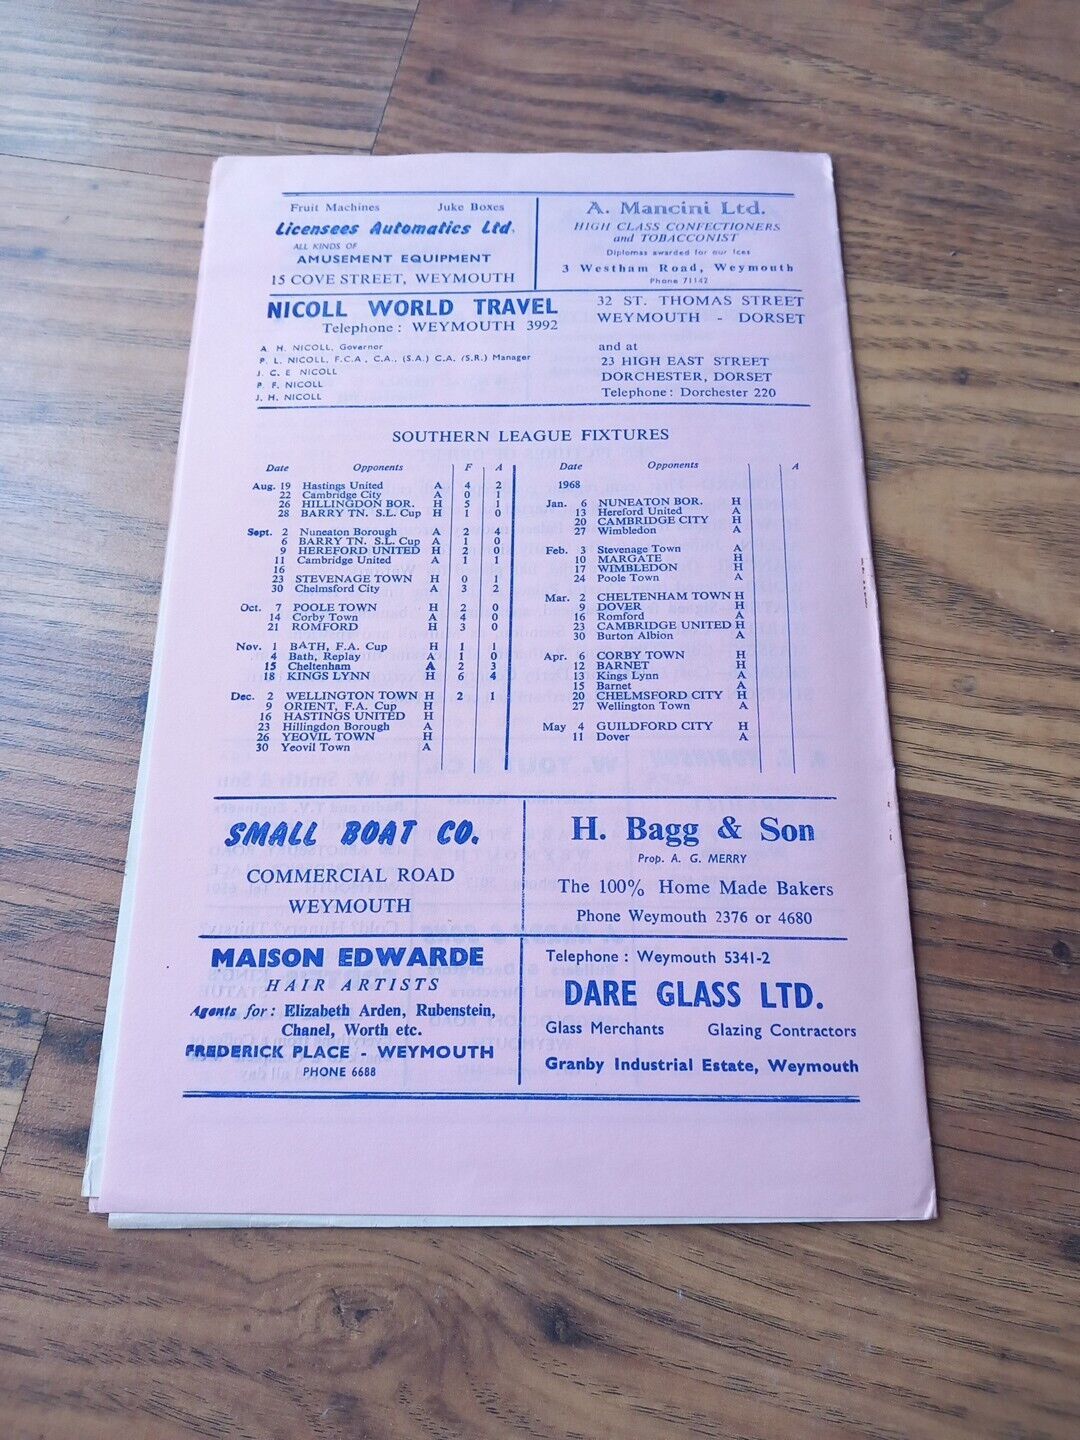 Fruit Machines Juke Boxes
Licensees Automatics Ltd.
ALL KINDS OF
AMUSEMENT EQUIPMENT
15 COVE STREET, WEYMOUTH
A. Mancini Ltd.
HIGH CLASS CONFECTIONERS
and TOBACCONIST
Diplomas awarded for our Ices
3 Westham Road, Weymouth
Phone 71142
NICOLL WORLD TRAVEL
Telephone: WEYMOUTH 3992
A. H. NICOLL, Governor
P. L. NICOLL, F.C.A., C.A., (S.A.) C.A. (S.R.) Manager
J. C. E NICOLL
P. F. NICOLL
J. H. NICOLL
32 ST. THOMAS STREET
WEYMOUTH - DORSET
and at
23 HIGH EAST STREET
DORCHESTER, DORSET
Telephone: Dorchester 220
SOUTHERN LEAGUE FIXTURES
Date Opponents F A
Aug. 19 Hastings United A 4 2
22 Cambridge City A 0 1
26 HILLINGDON BOR. H 5 1
28 BARRY TN. S.L. Cup H 1 0
Sept. 2 Nuneaton Borough A 2 4
6 BARRY TN. S.L. Cup A 1 0
9 HEREFORD UNITED H 2 0
11 Cambridge United A 1 1
16
23 STEVENAGE TOWN H 0 1
30 Chelmsford City A 3 2
Oct. 7 POOLE TOWN H 2 0
14 Corby Town A 4 0
21 ROMFORD H 3 0
Nov. 1 BATH, F.A. Cup H 1 1
4 Bath, Replay A 1 0
15 Cheltenham A 2 3
18 KINGS LYNN H 6 4
Dec. 2 WELLINGTON TOWN H 2 1
9 ORIENT, F.A. Cup H
16 HASTINGS UNITED H
23 Hillingdon Borough A
26 YEOVIL TOWN H
30 Yeovil Town A
Date Opponents A
1968
Jan. 6 NUNEATON BOR. H
13 Hereford United A
20 CAMBRIDGE CITY H
27 Wimbledon A
Feb. 3 Stevenage Town A
10 MARGATE H
17 WIMBLEDON H
24 Poole Town A
Mar. 2 CHELTENHAM TOWN H
9 DOVER H
16 Romford A
23 CAMBRIDGE UNITED H
30 Burton Albion A
Apr. 6 CORBY TOWN H
12 BARNET H
13 Kings Lynn A
15 Barnet A
20 CHELMSFORD CITY H
27 Wellington Town A
May 4 GUILDFORD CITY H
11 Dover A
SMALL BOAT CO.
COMMERCIAL ROAD
WEYMOUTH
H. Bagg & Son
Prop. A. G. MERRY
The 100% Home Made Bakers
Phone Weymouth 2376 or 4680
MAISON EDWARDE
HAIR ARTISTS
Agents for: Elizabeth Arden, Rubenstein,
Chanel, Worth etc.
FREDERICK PLACE - WEYMOUTH
PHONE 6688
Telephone: Weymouth 5341-2
DARE GLASS LTD.
Glass Merchants Glazing Contractors
Granby Industrial Estate, Weymouth